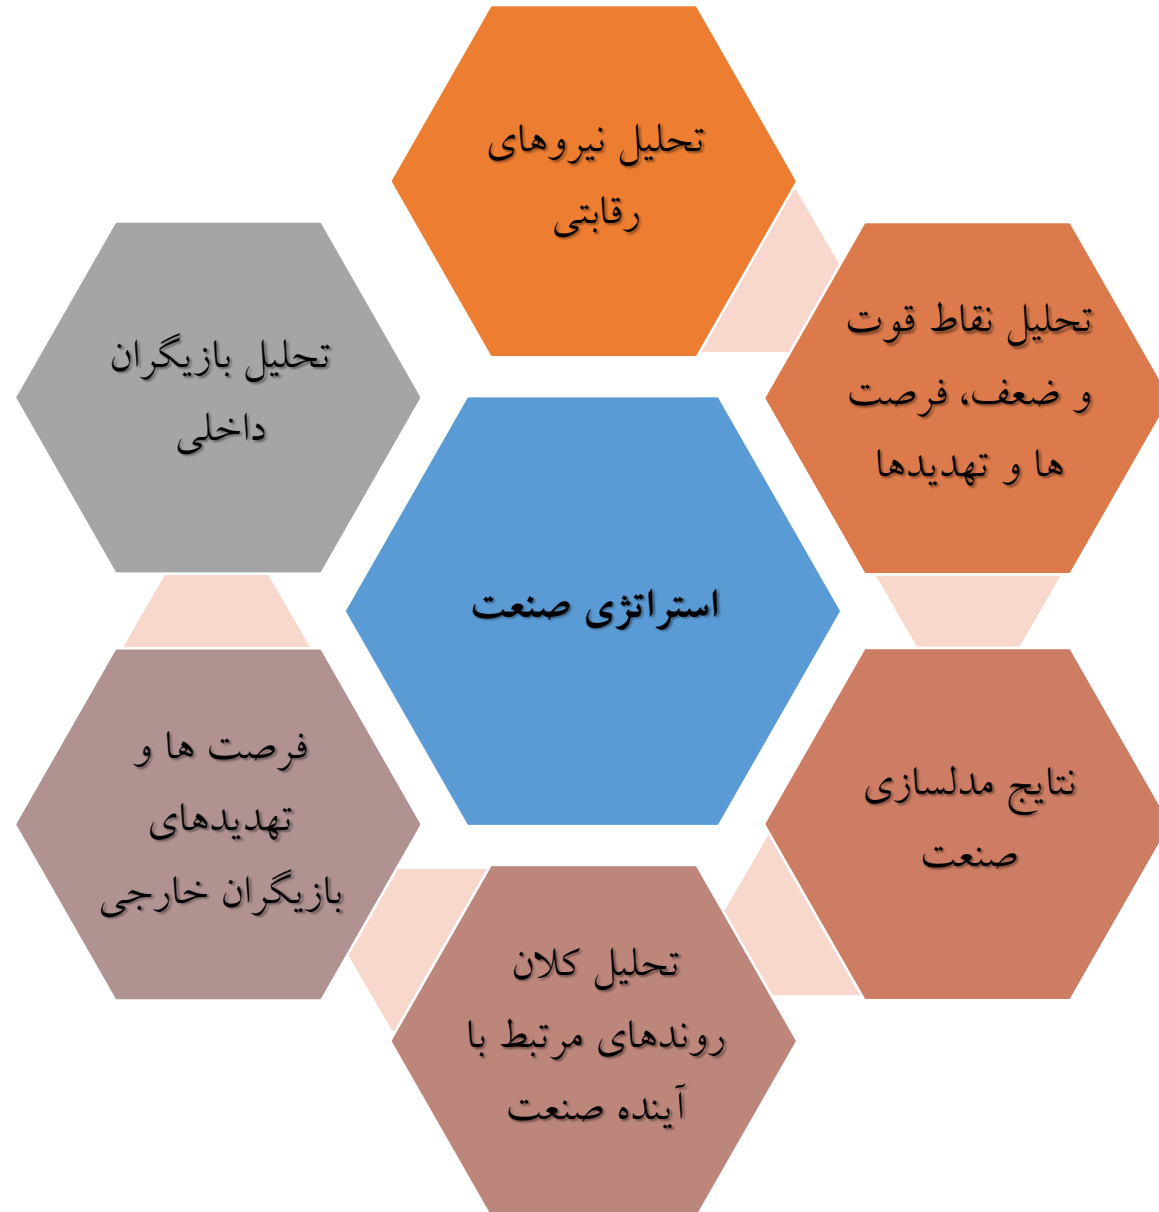 تحلیل نیروهای
رقابتی
تحلیل نقاط قوت
و ضعف، فرصت
ها و تهدیدها
نتایج مدلسازی
صنعت
تحلیل کلان
روندهای مرتبط با
آینده صنعت
فرصت ها و
تهدیدهای
بازیگران خارجی
تحلیل بازیگران
داخلی
استراتژی صنعت